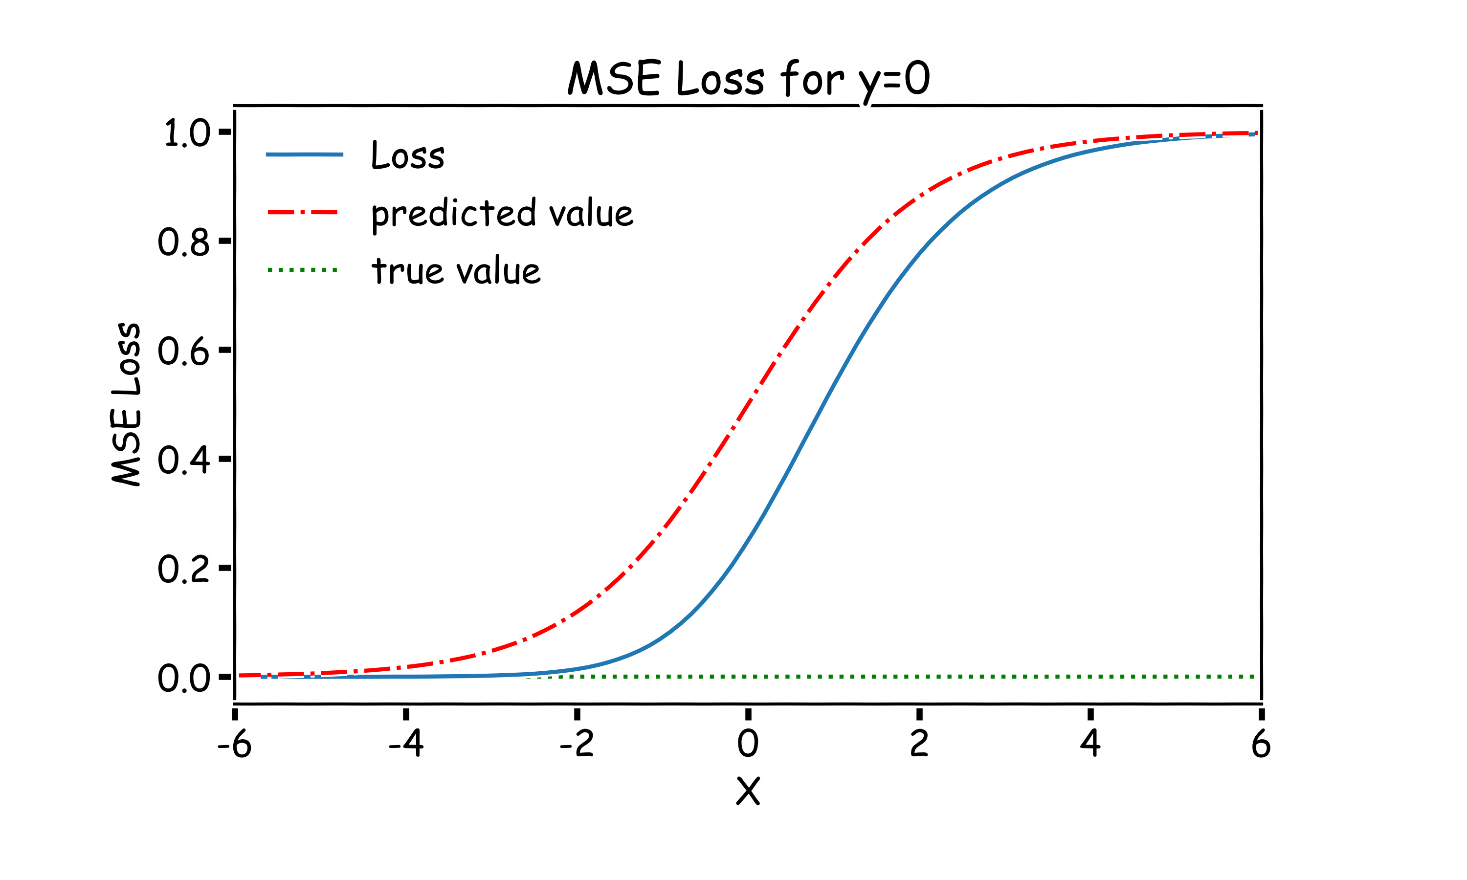 MSE Loss for y=0
Loss
predicted value
true value
MSE Loss
1.0
0.8
0.6
0.4
0.2
0.0
-6 -4 -2 0 2 4 6
X